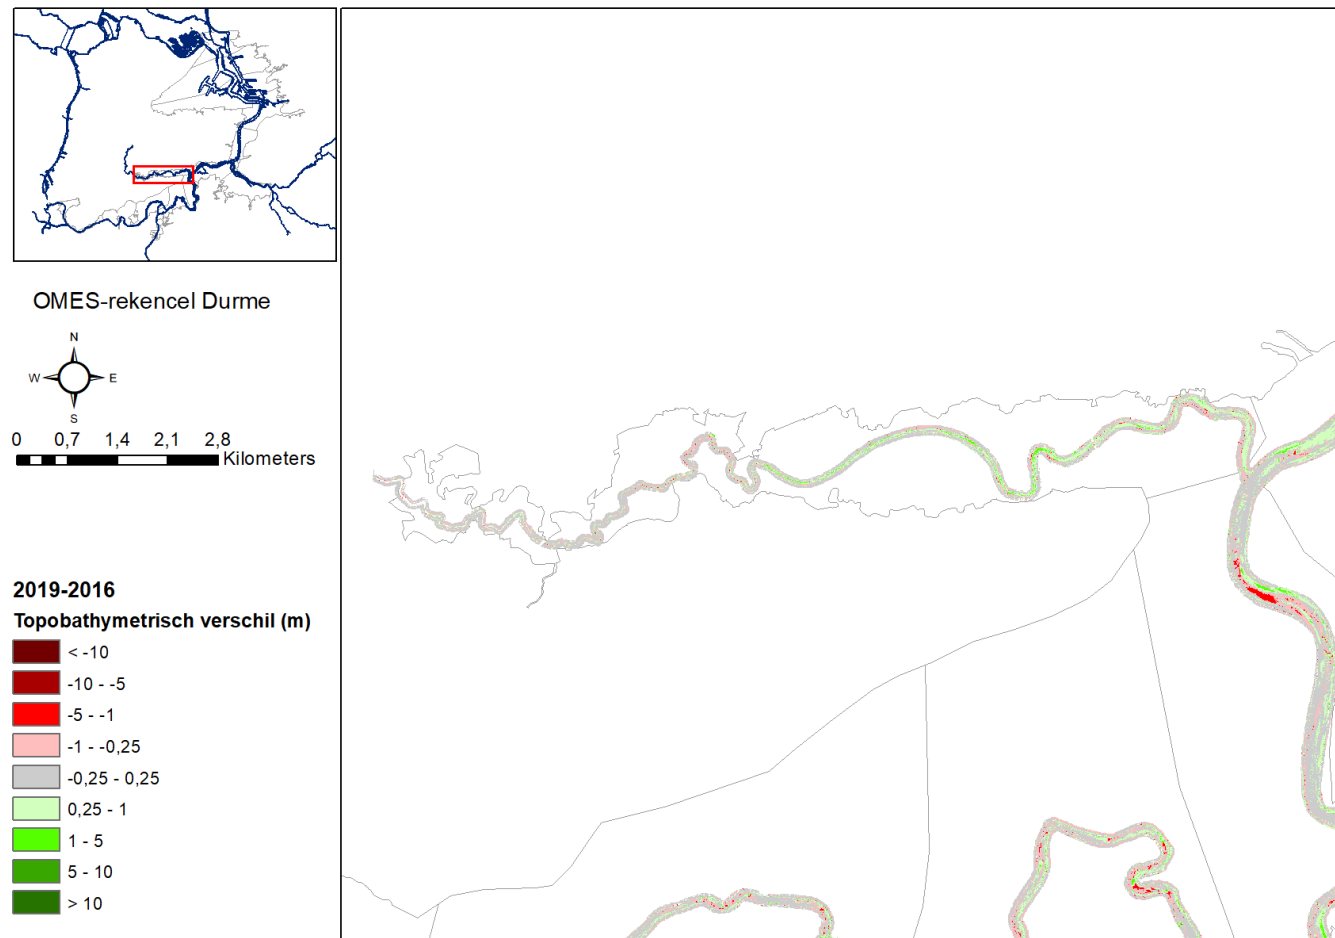 OMES-rekencel Durme
N
W E
S
0 0,7 1,4 2,1 2,8
Kilometers
2019-2016
Topobathymetrisch verschil (m)
< -10
-10 - -5
-5 - -1
-1 - -0,25
-0,25 - 0,25
0,25 - 1
1 - 5
5 - 10
> 10